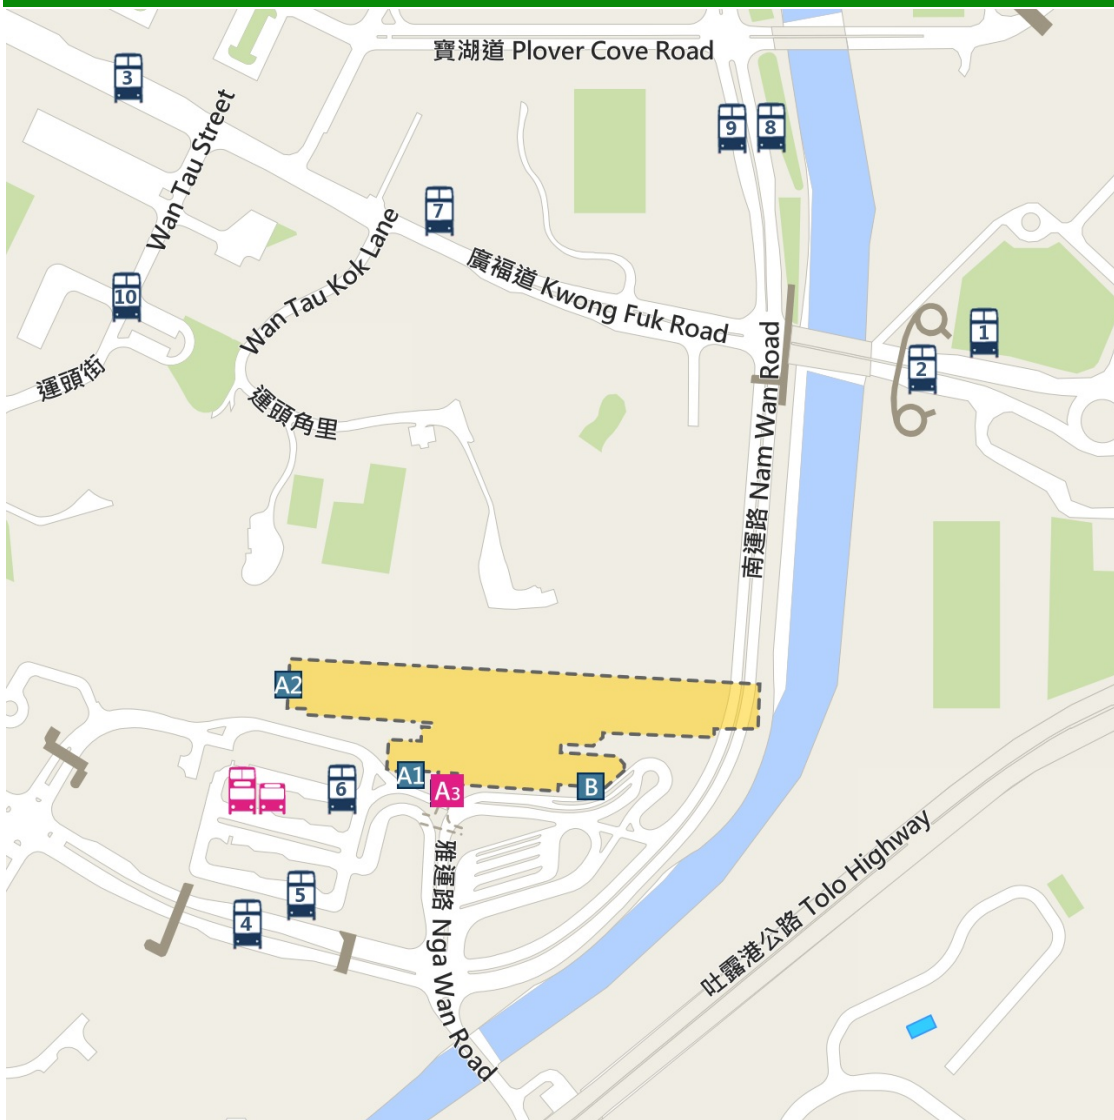 寶湖道 Plover Cove Road
3
9
8
Wan Tau Street
7
Wan Tau Kok Lane
廣福道 Kwong Fuk Road
10
1
2
運頭街
運頭角里
南運路 Nam Wan Road
A2
A1
A3
B
6
5
4
雅運路 Nga Wan Road
吐露港公路 Tolo Highway